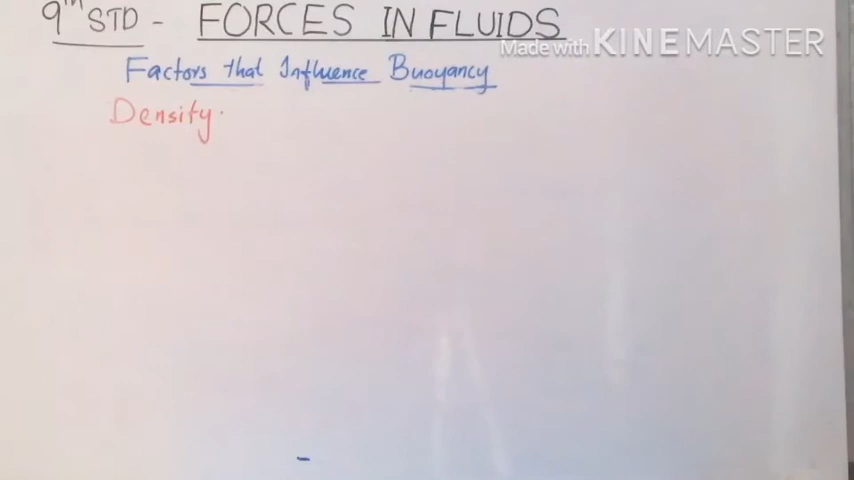 9th STD - FORCES IN FLUIDS
Made with KINEMASTER
Factors that Influence Buoyancy
Density.